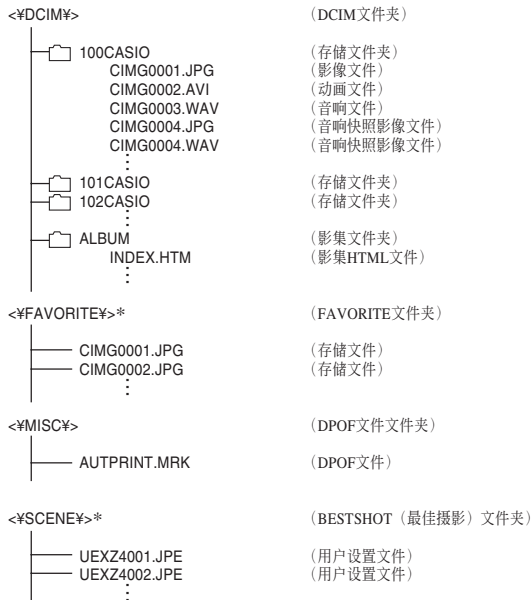 <¥DCIM¥> （DCIM文件夹）
100CASIO （存储文件夹）
CIMG0001.JPG （影像文件）
CIMG0002.AVI （动画文件）
CIMG0003.WAV （音响文件）
CIMG0004.JPG （音响快照影像文件）
CIMG0004.WAV （音响快照影像文件）
101CASIO （存储文件夹）
102CASIO （存储文件夹）
ALBUM （影集文件夹）
INDEX.HTM （影集HTML文件）
<¥FAVORITE¥>* （FAVORITE文件夹）
CIMG0001.JPG （存储文件）
CIMG0002.JPG （存储文件）
<¥MISC¥> （DPOF文件文件夹）
AUTPRINT.MRK （DPOF文件）
<¥SCENE¥>* （BESTSHOT（最佳摄影）文件夹）
UEXZ4001.JPE （用户设置文件）
UEXZ4002.JPE （用户设置文件）